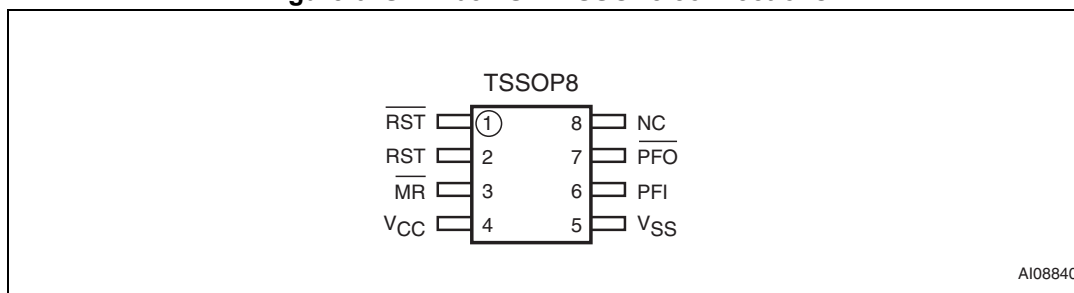 TSSOP8
RST 1 8 NC
RST 2 7 PFO
MR 3 6 PFI
VCC 4 5 VSS
AI08840